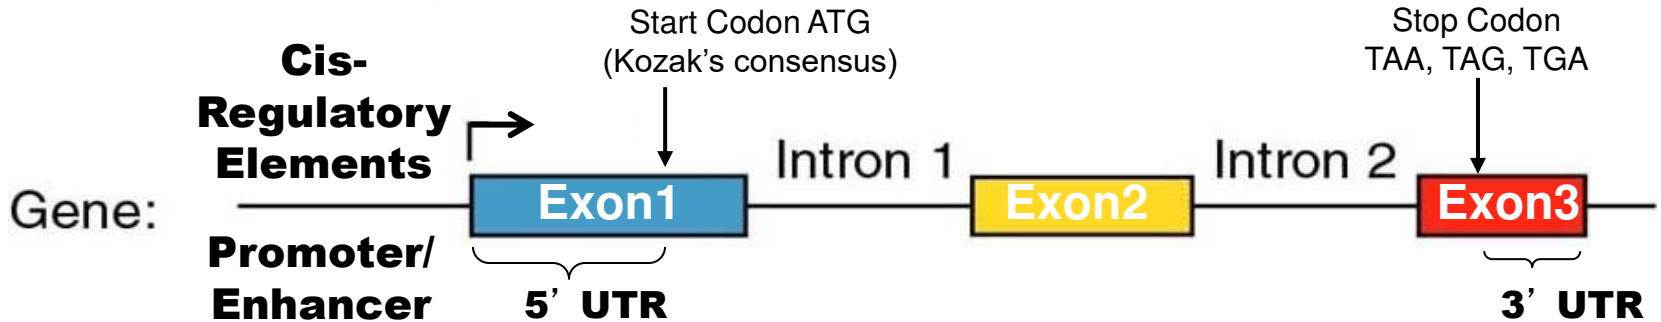 Start Codon ATG
(Kozak's consensus)
Stop Codon
TAA, TAG, TGA
Cis-
Regulatory
Elements
Intron 1
Intron 2
Gene:
Exon1
Exon2
Exon3
Promoter/
Enhancer
5' UTR
3' UTR